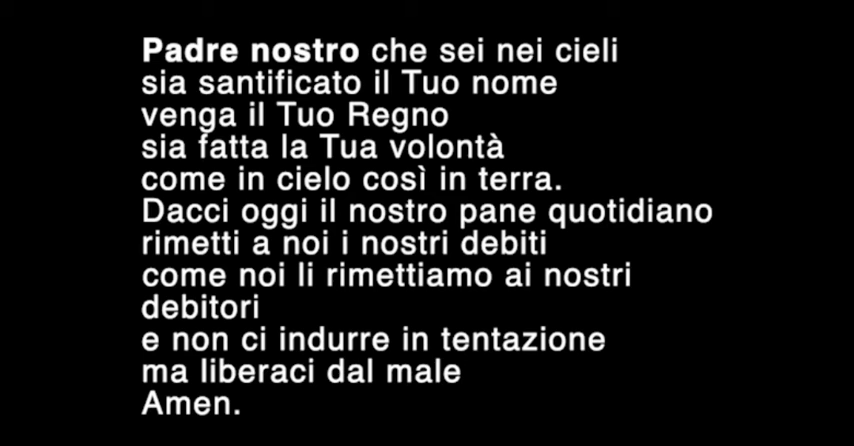 Padre nostro che sei nei cieli
sia santificato il Tuo nome
venga il Tuo Regno
sia fatta la Tua volontà
come in cielo così in terra.
Dacci oggi il nostro pane quotidiano
rimetti a noi i nostri debiti
come noi li rimettiamo ai nostri
debitori
e non ci indurre in tentazione
ma liberaci dal male
Amen.